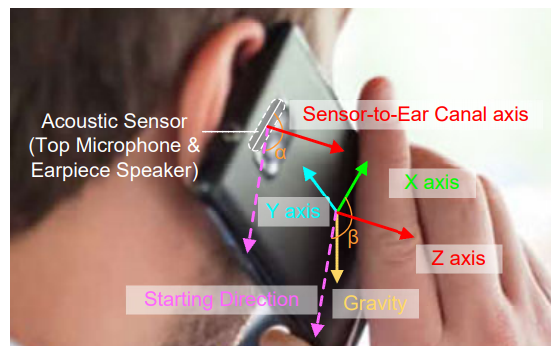 Acoustic Sensor
(Top Microphone &
Earpiece Speaker)
Sensor-to-Ear Canal axis
α
X axis
Y axis
β
Z axis
Starting Direction
Gravity